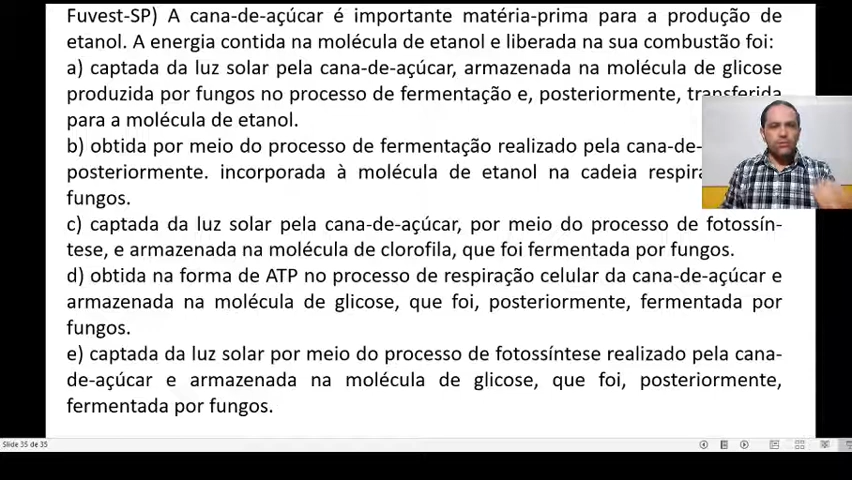 Fuvest-SP) A cana-de-açúcar é importante matéria-prima para a produção de
etanol. A energia contida na molécula de etanol e liberada na sua combustão foi:
a) captada da luz solar pela cana-de-açúcar, armazenada na molécula de glicose
produzida por fungos no processo de fermentação e, posteriormente, transferida
para a molécula de etanol.
b) obtida por meio do processo de fermentação realizado pela cana-de-
posteriormente. incorporada à molécula de etanol na cadeia
fungos.
c) captada da luz solar pela cana-de-açúcar, por meio do processo de fotossín-
tese, e armazenada na molécula de clorofila, que foi fermentada por fungos.
d) obtida na forma de ATP no processo de respiração celular da cana-de-açúcar e
armazenada na molécula de glicose, que foi, posteriormente, fermentada por
fungos.
e) captada da luz solar por meio do processo de fotossíntese realizado pela cana-
de-açúcar e armazenada na molécula de glicose, que foi, posteriormente,
fermentada por fungos.
Slide 35 de 35